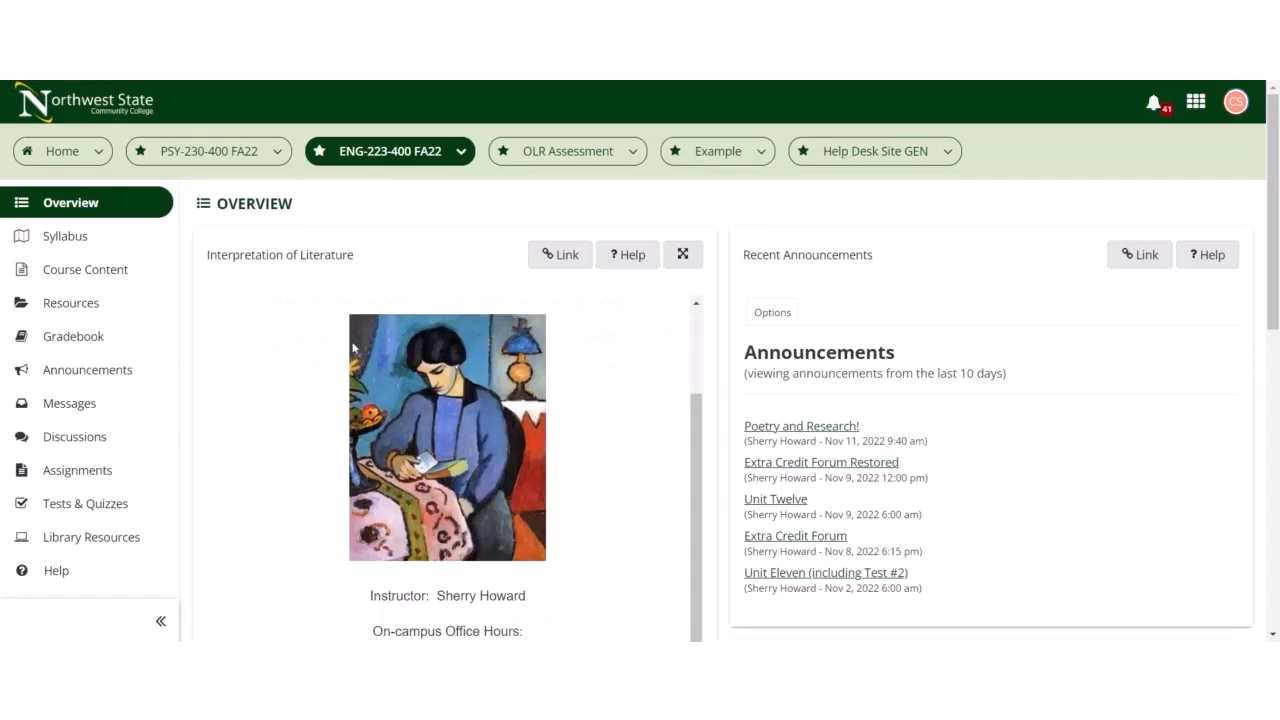 Northwest State
Community College
41
CS
Home
PSY-230-400 FA22
ENG-223-400 FA22
OLR Assessment
Example
Help Desk Site GEN
Overview
Syllabus
Course Content
Resources
Gradebook
Announcements
Messages
Discussions
Assignments
Tests & Quizzes
Library Resources
Help
OVERVIEW
Interpretation of Literature
Link
? Help
Instructor: Sherry Howard
On-campus Office Hours:
Recent Announcements
Link
? Help
Options
Announcements
(viewing announcements from the last 10 days)
Poetry and Research!
(Sherry Howard - Nov 11, 2022 9:40 am)
Extra Credit Forum Restored
(Sherry Howard - Nov 9, 2022 12:00 pm)
Unit Twelve
(Sherry Howard - Nov 9, 2022 6:00 am)
Extra Credit Forum
(Sherry Howard - Nov 8, 2022 6:15 pm)
Unit Eleven (including Test #2)
(Sherry Howard - Nov 2, 2022 6:00 am)